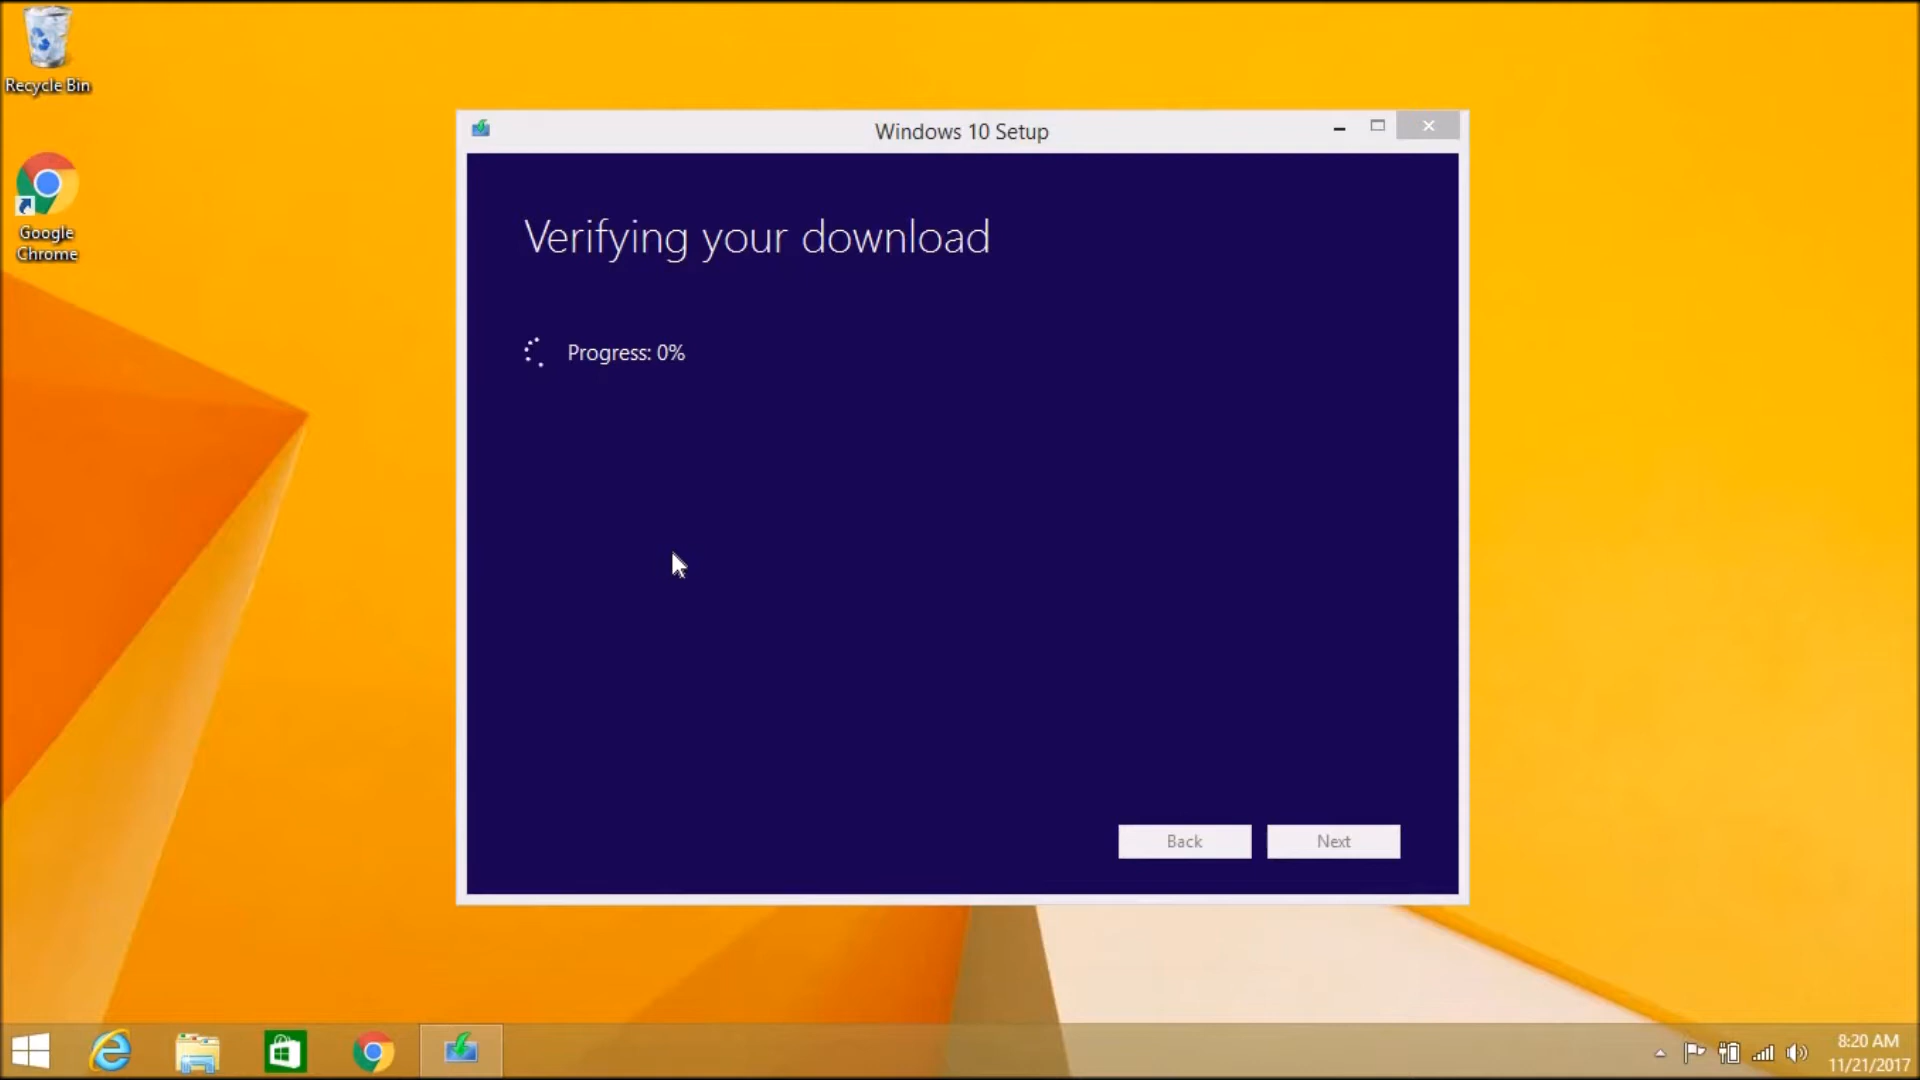 Recycle Bin
Google
Chrome
Windows 10 Setup
Verifying your download
Progress: 0%
Back
Next
8:20 AM
11/21/2017